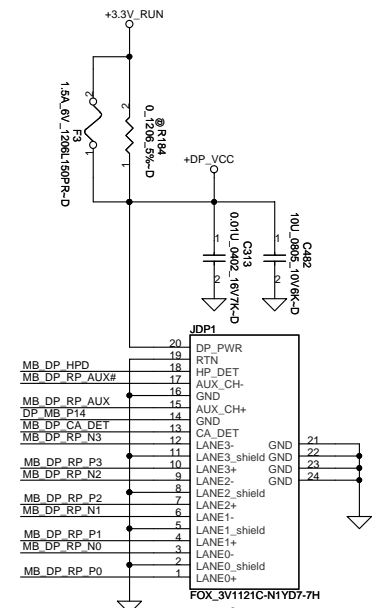 +3.3V_RUN
1.5A_6V_1206L150PR~D
F3
2
1
@ R184
0_1206_5%~D
2
1
+DP_VCC
0.01U_0402_16V7K~D
C313
1
2
10U_0805_10V6K~D
C482
1
2
JDP1
20 DP_PWR
19 RTN
MB_DP_HPD 18 HP_DET
MB_DP_RP_AUX# 17 AUX_CH-
16 GND
MB_DP_RP_AUX 15 AUX_CH+
DP_MB_P14 14 GND
MB_DP_CA_DET 13 CA_DET
MB_DP_RP_N3 12 LANE3- GND 21
11 LANE3_shield GND 22
MB_DP_RP_P3 10 LANE3+ GND 23
MB_DP_RP_N2 9 LANE2- GND 24
8 LANE2_shield
MB_DP_RP_P2 7 LANE2+
MB_DP_RP_N1 6 LANE1-
5 LANE1_shield
MB_DP_RP_P1 4 LANE1+
MB_DP_RP_N0 3 LANE0-
2 LANE0_shield
MB_DP_RP_P0 1 LANE0+
FOX_3V1121C-N1YD7-7H